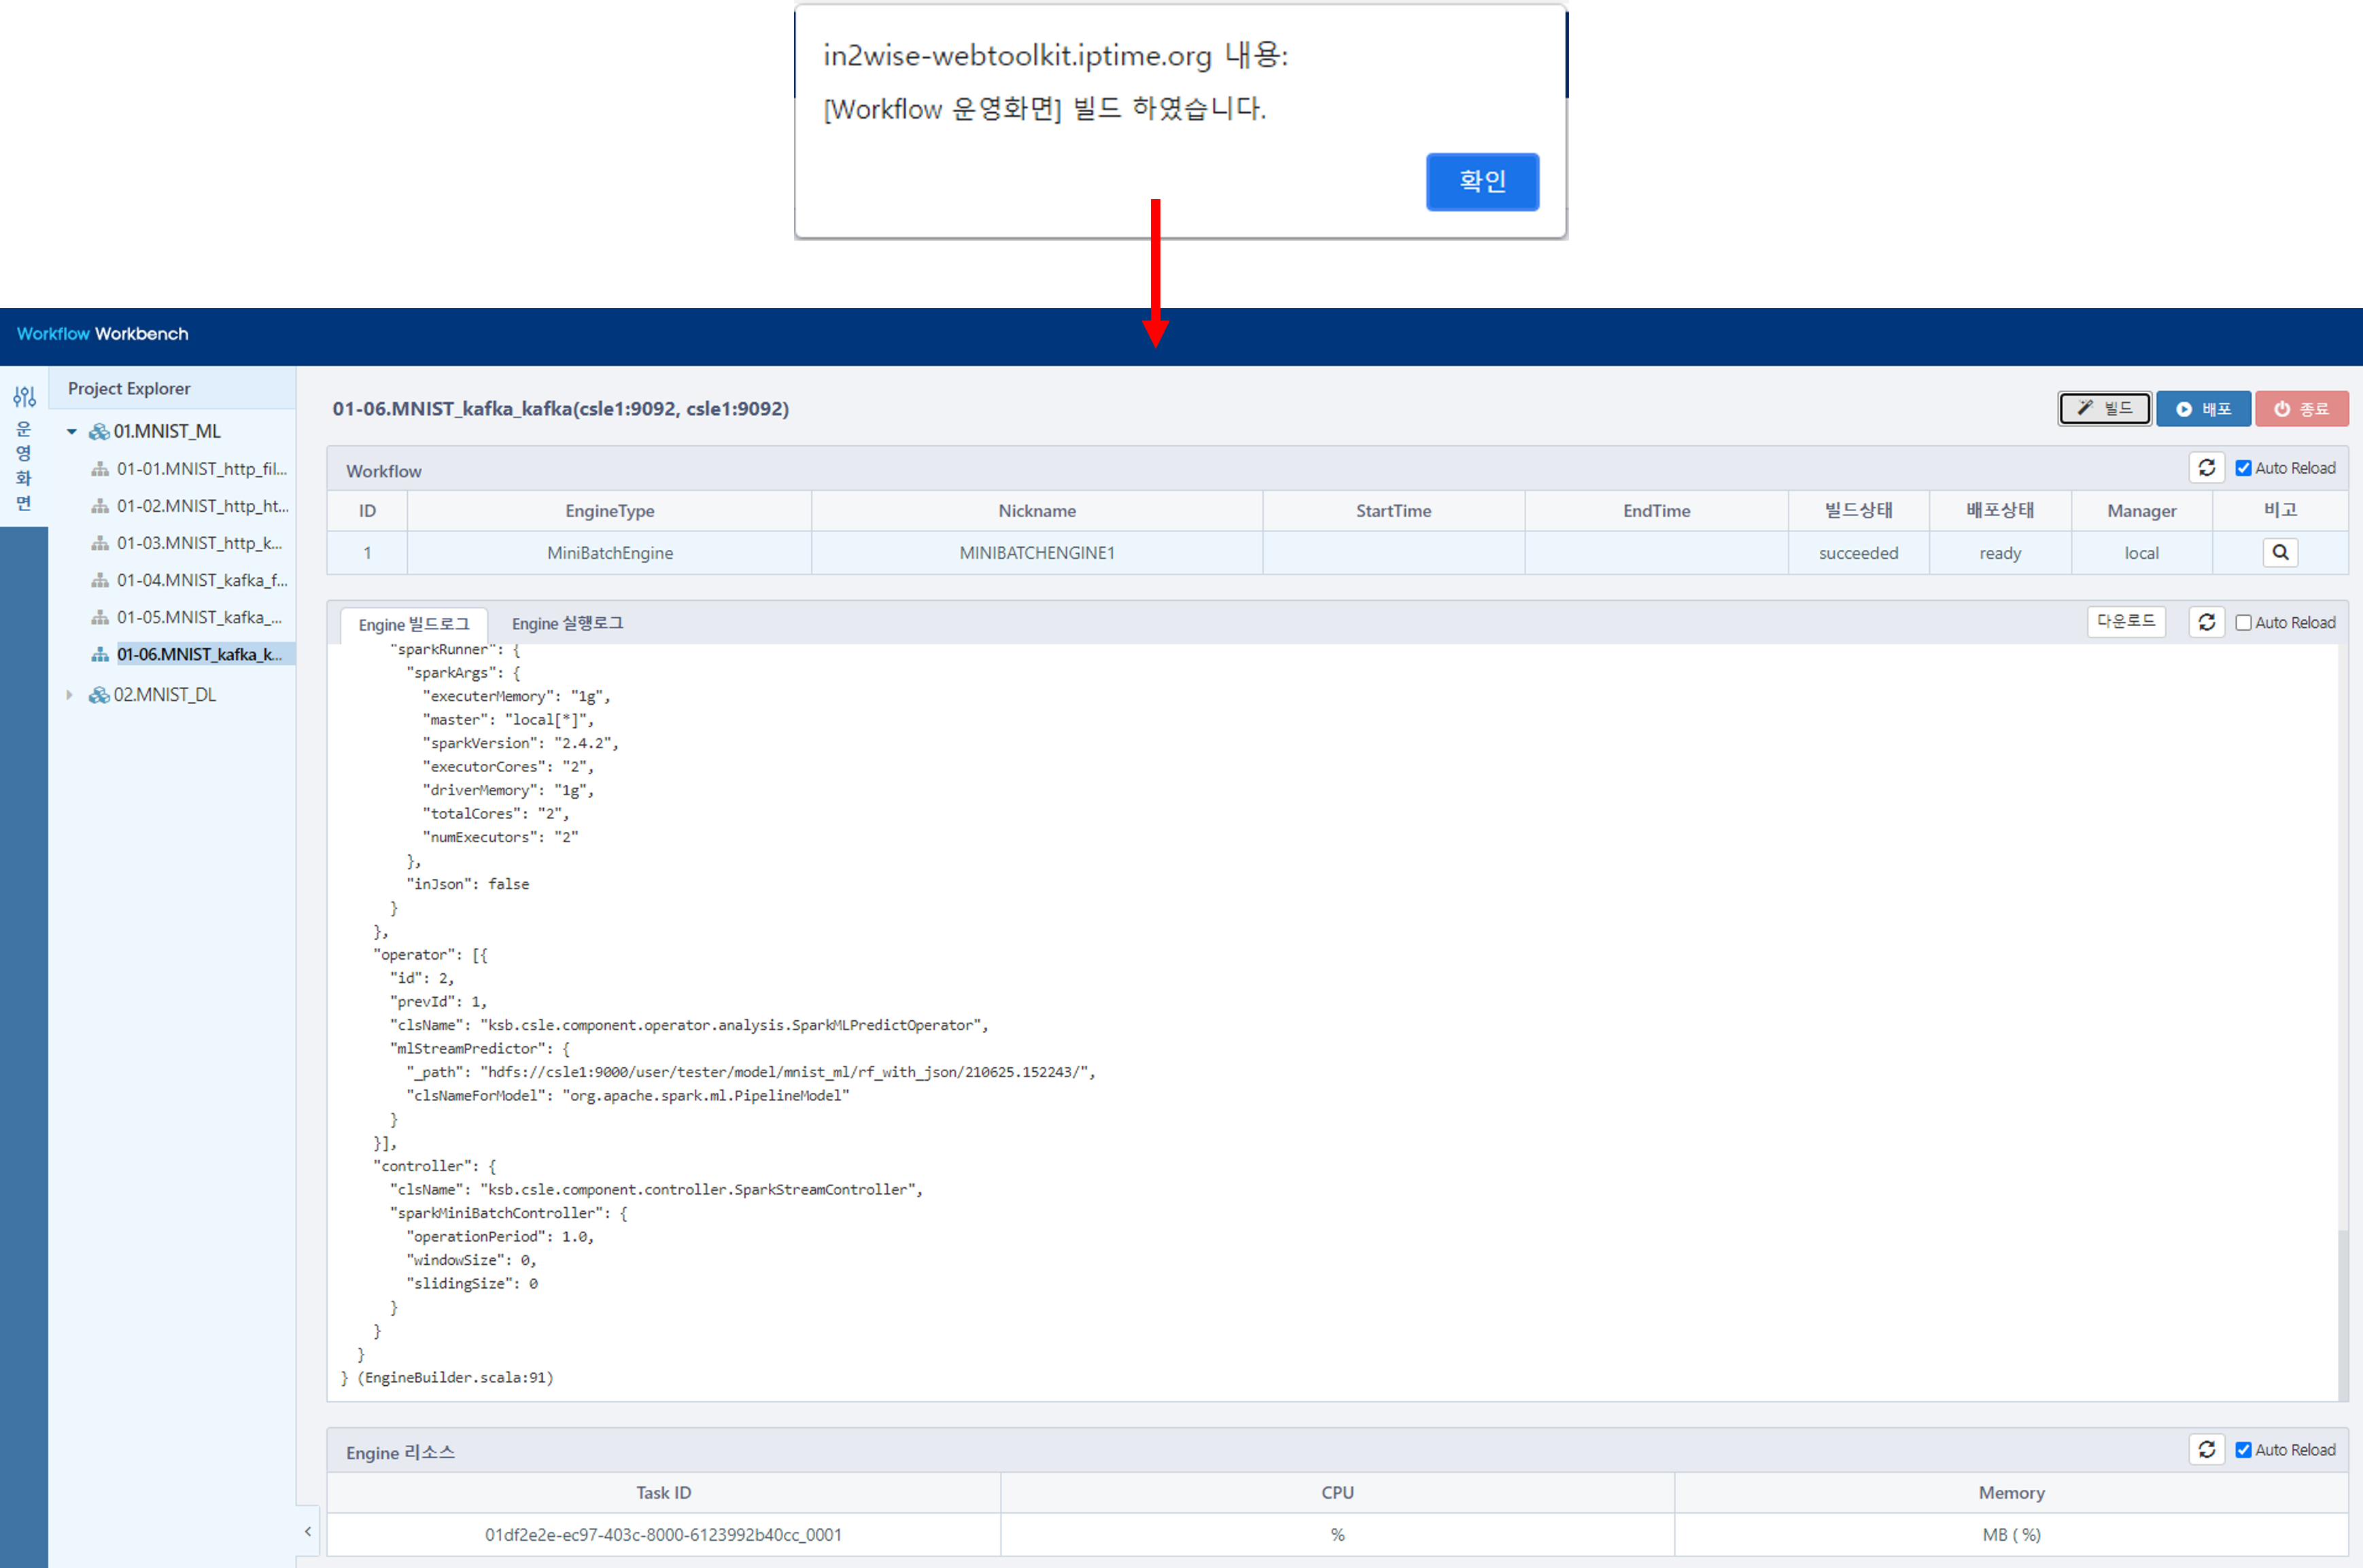 in2wise-webtoolkit.iptime.org 내용:
[Workflow 운영화면] 빌드 하였습니다.
확인
Workflow Workbench
운영화면
Project Explorer
01.MNIST_ML
01-01.MNIST_http_fil...
01-02.MNIST_http_ht...
01-03.MNIST_http_k...
01-04.MNIST_kafka_f...
01-05.MNIST_kafka_...
01-06.MNIST_kafka_k...
02.MNIST_DL
01-06.MNIST_kafka_kafka(csle1:9092, csle1:9092)
빌드 배포 종료
Workflow Auto Reload
ID EngineType Nickname StartTime EndTime 빌드상태 배포상태 Manager 비고
1 MiniBatchEngine MINIBATCHENGINE1 succeeded ready local
Engine 빌드로그 Engine 실행로그 다운로드 Auto Reload
"sparkRunner": {
"sparkArgs": {
"executerMemory": "1g",
"master": "local[*]",
"sparkVersion": "2.4.2",
"executorCores": "2",
"driverMemory": "1g",
"totalCores": "2",
"numExecutors": "2"
},
"inJson": false
}
},
"operator": [{
"id": 2,
"prevId": 1,
"clsName": "ksb.csle.component.operator.analysis.SparkMLPredictOperator",
"mlStreamPredictor": {
"_path": "hdfs://csle1:9000/user/tester/model/mnist_ml/rf_with_json/210625.152243/",
"clsNameForModel": "org.apache.spark.ml.PipelineModel"
}
}],
"controller": {
"clsName": "ksb.csle.component.controller.SparkStreamController",
"sparkMiniBatchController": {
"operationPeriod": 1.0,
"windowSize": 0,
"slidingSize": 0
}
}
}
} (EngineBuilder.scala:91)
Engine 리소스 Auto Reload
Task ID CPU Memory
01df2e2e-ec97-403c-8000-6123992b40cc_0001 % MB ( %)